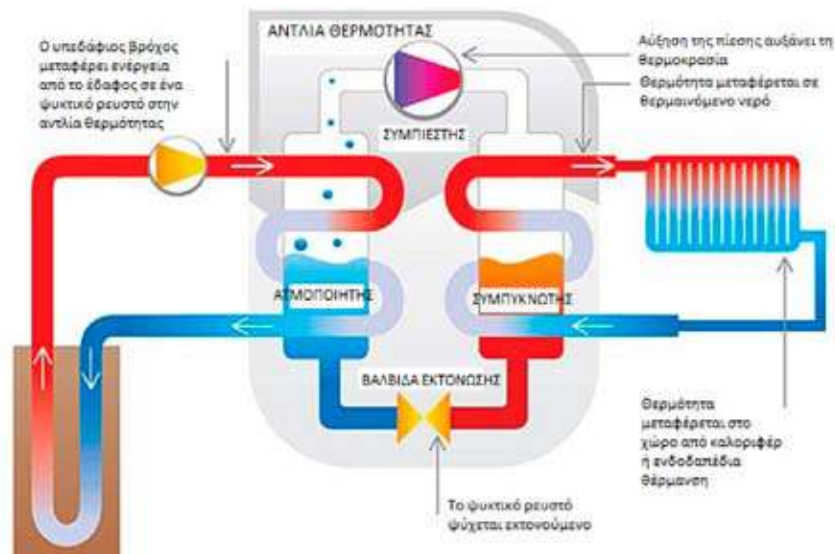 ΑΝΤΛΙΑ ΘΕΡΜΟΤΗΤΑΣ
Ο υπεδάφιος βρόχος
μεταφέρει ενέργεια
από το έδαφος σε ένα
ψυκτικό ρευστό στην
αντλία θερμότητας
Αύξηση της πίεσης αυξάνει τη
θερμοκρασία
Θερμότητα μεταφέρεται σε
θερμαινόμενο νερό
ΣΥΜΠΙΕΣΤΗΣ
ΑΤΜΟΠΟΙΗΤΗΣ
ΣΥΜΠΥΚΝΩΤΗΣ
ΒΑΛΒΙΔΑ ΕΚΤΟΝΩΣΗΣ
Θερμότητα
μεταφέρεται στο
χώρο από καλοριφέρ
ή ενδοδαπέδια
θέρμανση
Το ψυκτικό ρευστό
ψύχεται εκτονούμενο